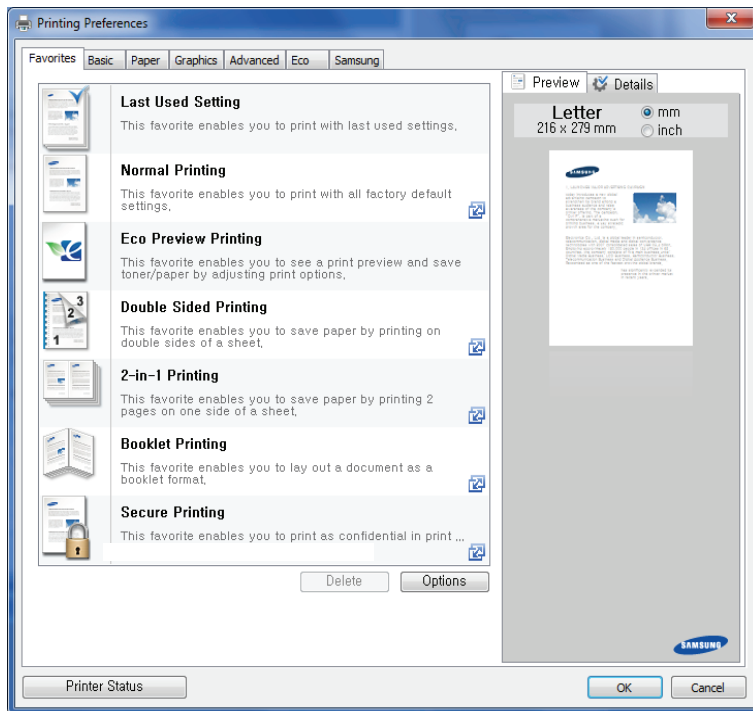 Printing Preferences
Favorites Basic Paper Graphics Advanced Eco Samsung
Last Used Setting
This favorite enables you to print with last used settings.
Normal Printing
This favorite enables you to print with all factory default
settings.
Eco Preview Printing
This favorite enables you to see a print preview and save
toner/paper by adjusting print options.
3
2
1
Double Sided Printing
This favorite enables you to save paper by printing on
double sides of a sheet.
2-in-1 Printing
This favorite enables you to save paper by printing 2
pages on one side of a sheet.
Booklet Printing
This favorite enables you to lay out a document as a
booklet format.
Secure Printing
This favorite enables you to print as confidential in print ...
Delete Options
Preview Details
Letter
216 x 279 mm
mm
inch
SAMSUNG
SAMSUNG
Printer Status OK Cancel